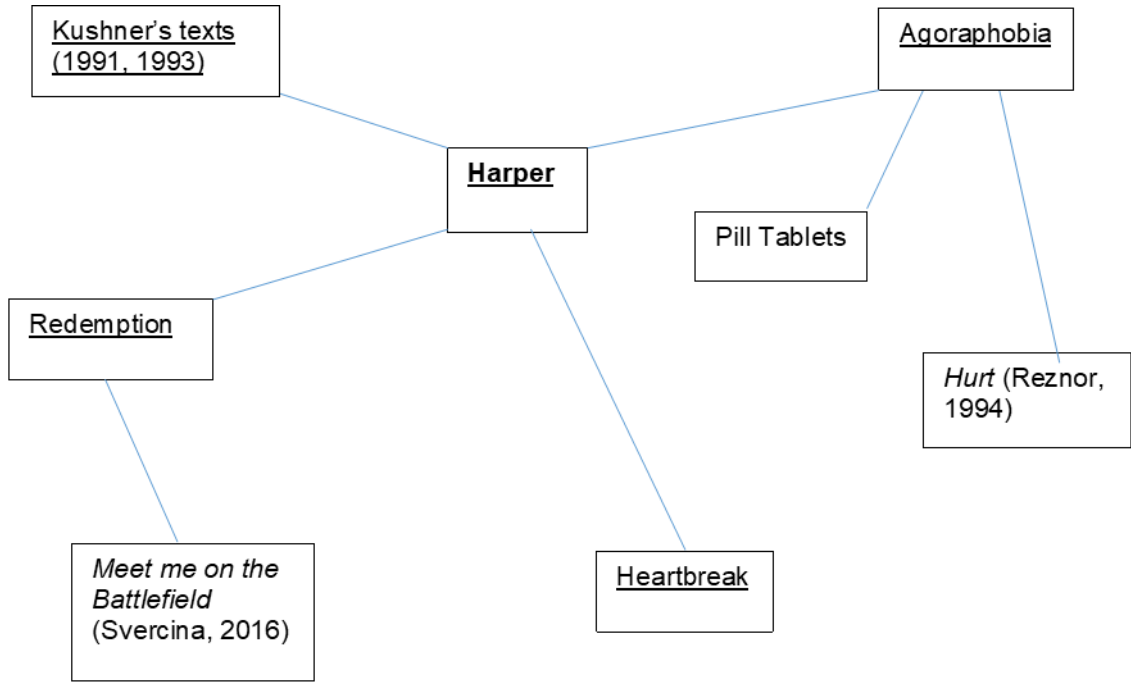 Kushner’s texts
(1991, 1993)
Agoraphobia
Harper
Pill Tablets
Redemption
Hurt (Reznor,
1994)
Meet me on the
Battlefield
(Svercina, 2016)
Heartbreak